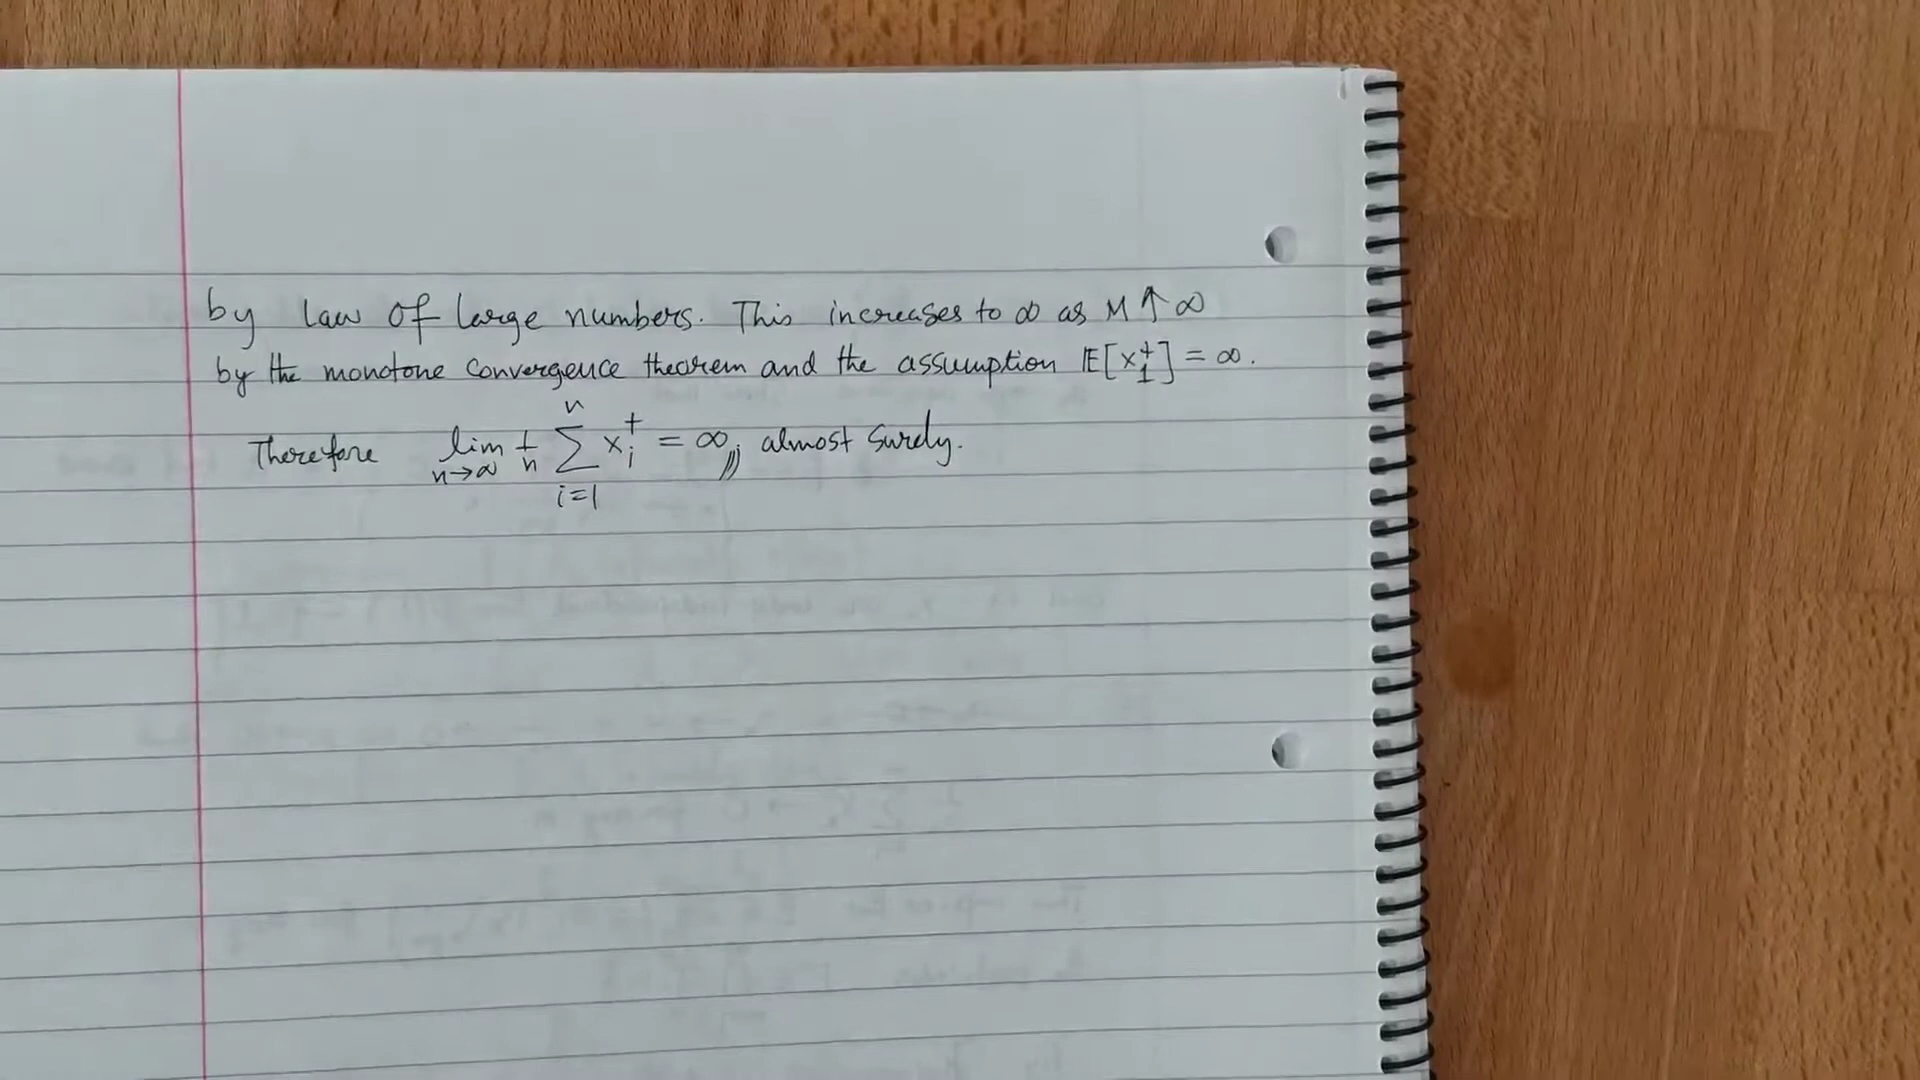 by law of large numbers. This increases to ∞ as M ↑ ∞
by the monotone convergence theorem and the assumption 𝔼[x₁⁺] = ∞.
Therefore lim_{n→∞} 1/n ∑_{i=1}^{n} x_i⁺ = ∞,, almost surely.